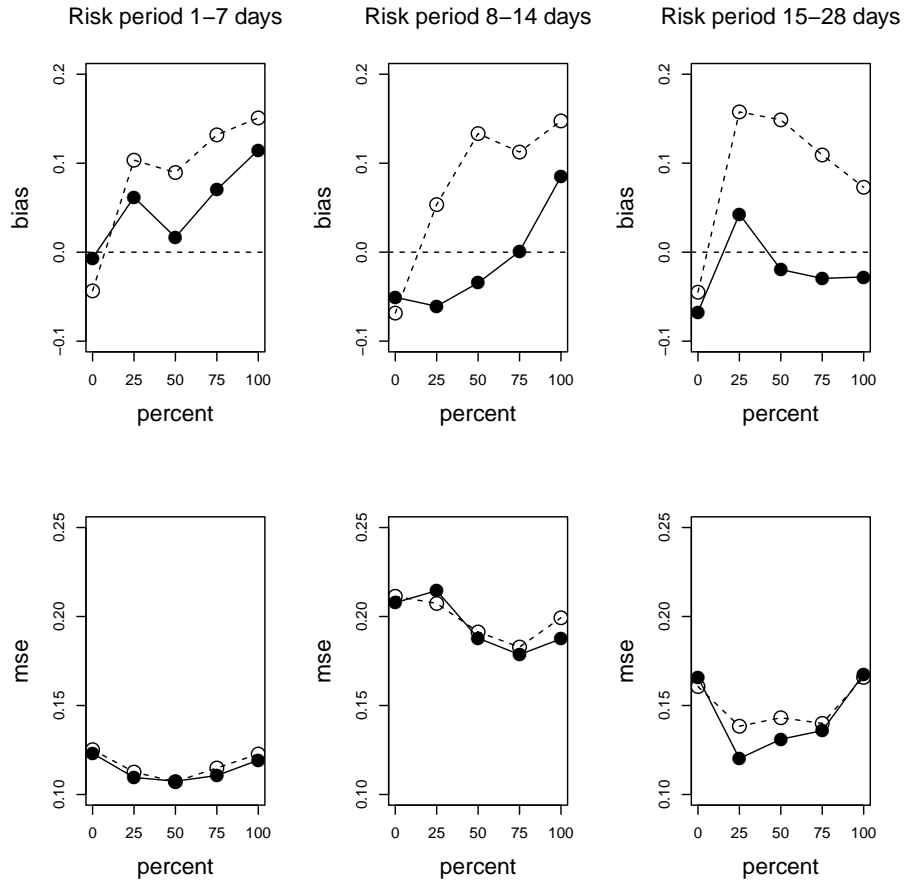 Risk period 1−7 days
Risk period 8−14 days
Risk period 15−28 days
bias
0.2
0.1
0.0
−0.1
0 25 50 75 100
percent
bias
0.2
0.1
0.0
−0.1
0 25 50 75 100
percent
bias
0.2
0.1
0.0
−0.1
0 25 50 75 100
percent
mse
0.25
0.20
0.15
0.10
0 25 50 75 100
percent
mse
0.25
0.20
0.15
0.10
0 25 50 75 100
percent
mse
0.25
0.20
0.15
0.10
0 25 50 75 100
percent